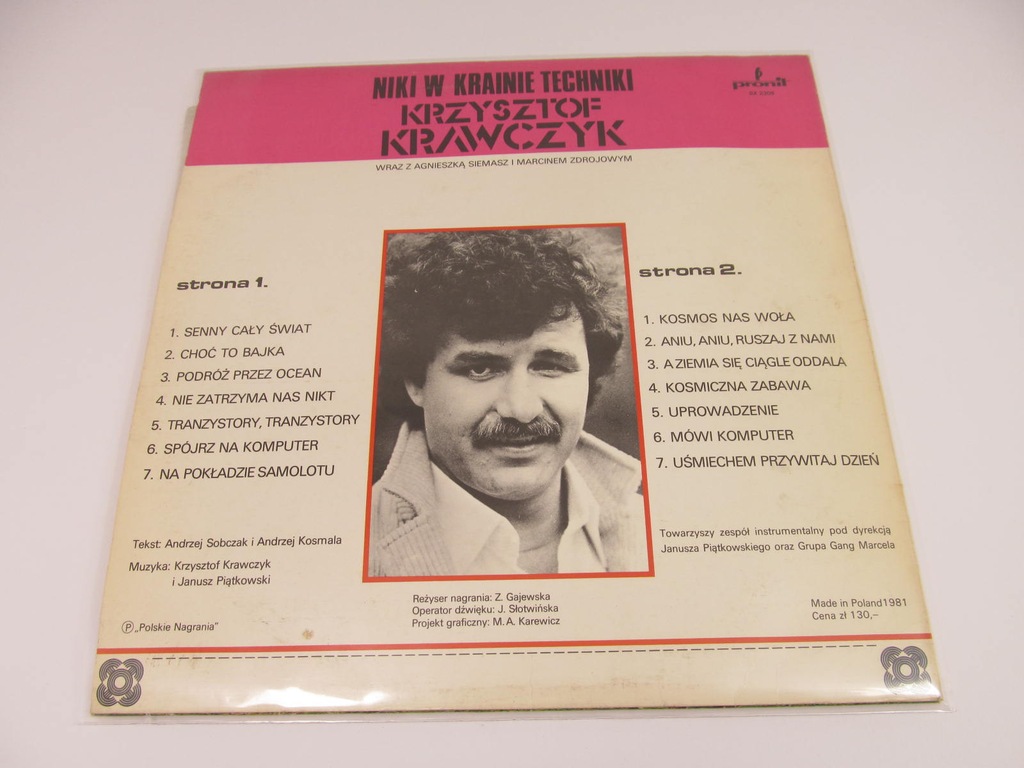 NIKI W KRAINIE TECHNIKI
KRZYSZTOF
KRAWCZYK
WRAZ Z AGNIESZKĄ SIEMASZ I MARCINEM ZDROJOWYM
pronit
strona 1.
1. SENNY CAŁY ŚWIAT
2. CHOĆ TO BAJKA
3. PODRÓŻ PRZEZ OCEAN
4. NIE ZATRZYMA NAS NIKT
5. TRANZYSTORY, TRANZYSTORY
6. SPÓJRZ NA KOMPUTER
7. NA POKŁADZIE SAMOLOTU
strona 2.
1. KOSMOS NAS WOŁA
2. ANIU, ANIU, RUSZAJ Z NAMI
3. A ZIEMIA SIĘ CIĄGLE ODDALA
4. KOSMICZNA ZABAWA
5. UPROWADZENIE
6. MÓWI KOMPUTER
7. UŚMIECHEM PRZYWITAJ DZIEŃ
Tekst: Andrzej Sobczak i Andrzej Kosmala
Muzyka: Krzysztof Krawczyk
i Janusz Piątkowski
Towarzyszy zespół instrumentalny pod dyrekcją
Janusza Piątkowskiego oraz Grupa Gang Marcela
Reżyser nagrania: Z. Gajewska
Operator dźwięku: J. Słotwińska
Projekt graficzny: M. A. Karewicz
Ⓟ „Polskie Nagrania"
Made in Poland 1981
Cena zł 130,–